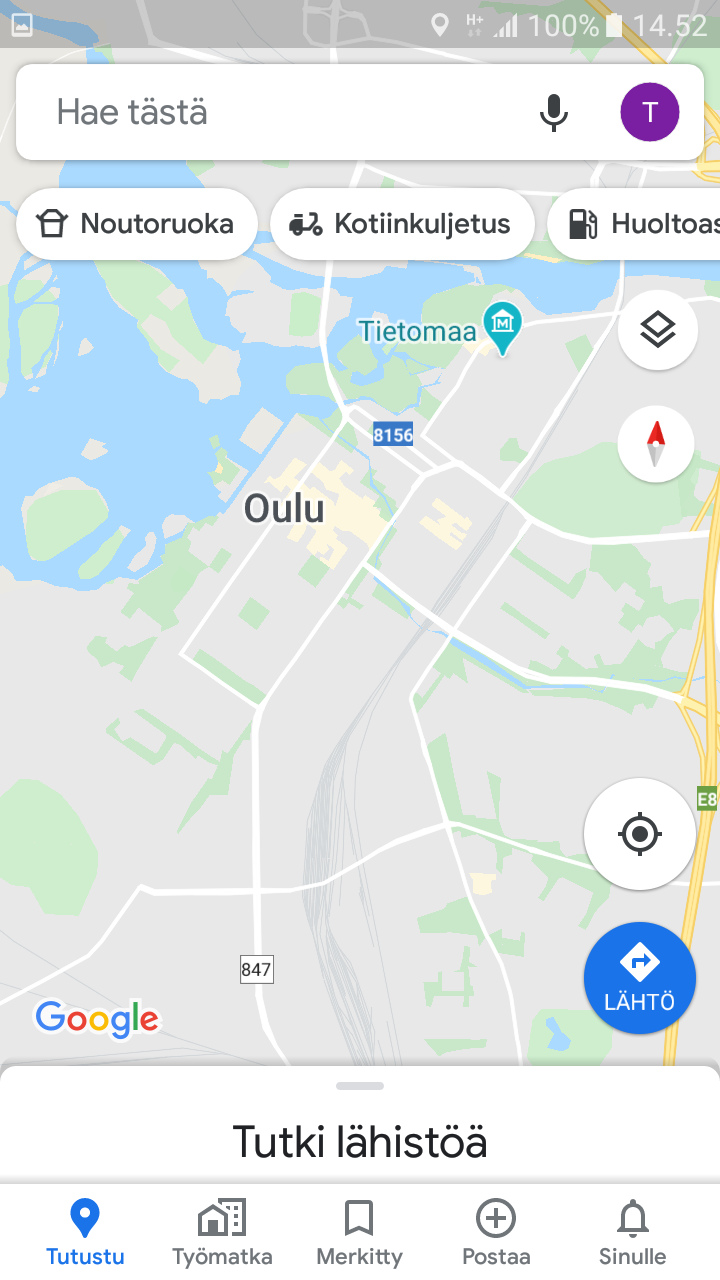 H+ 100% 14.52
Hae tästä
T
Noutoruoka
Kotiinkuljetus
Huoltoas
Tietomaa
M
8156
Oulu
E8
LÄHTÖ
847
Google
Tutki lähistöä
Tutustu
Työmatka
Merkitty
Postaa
Sinulle